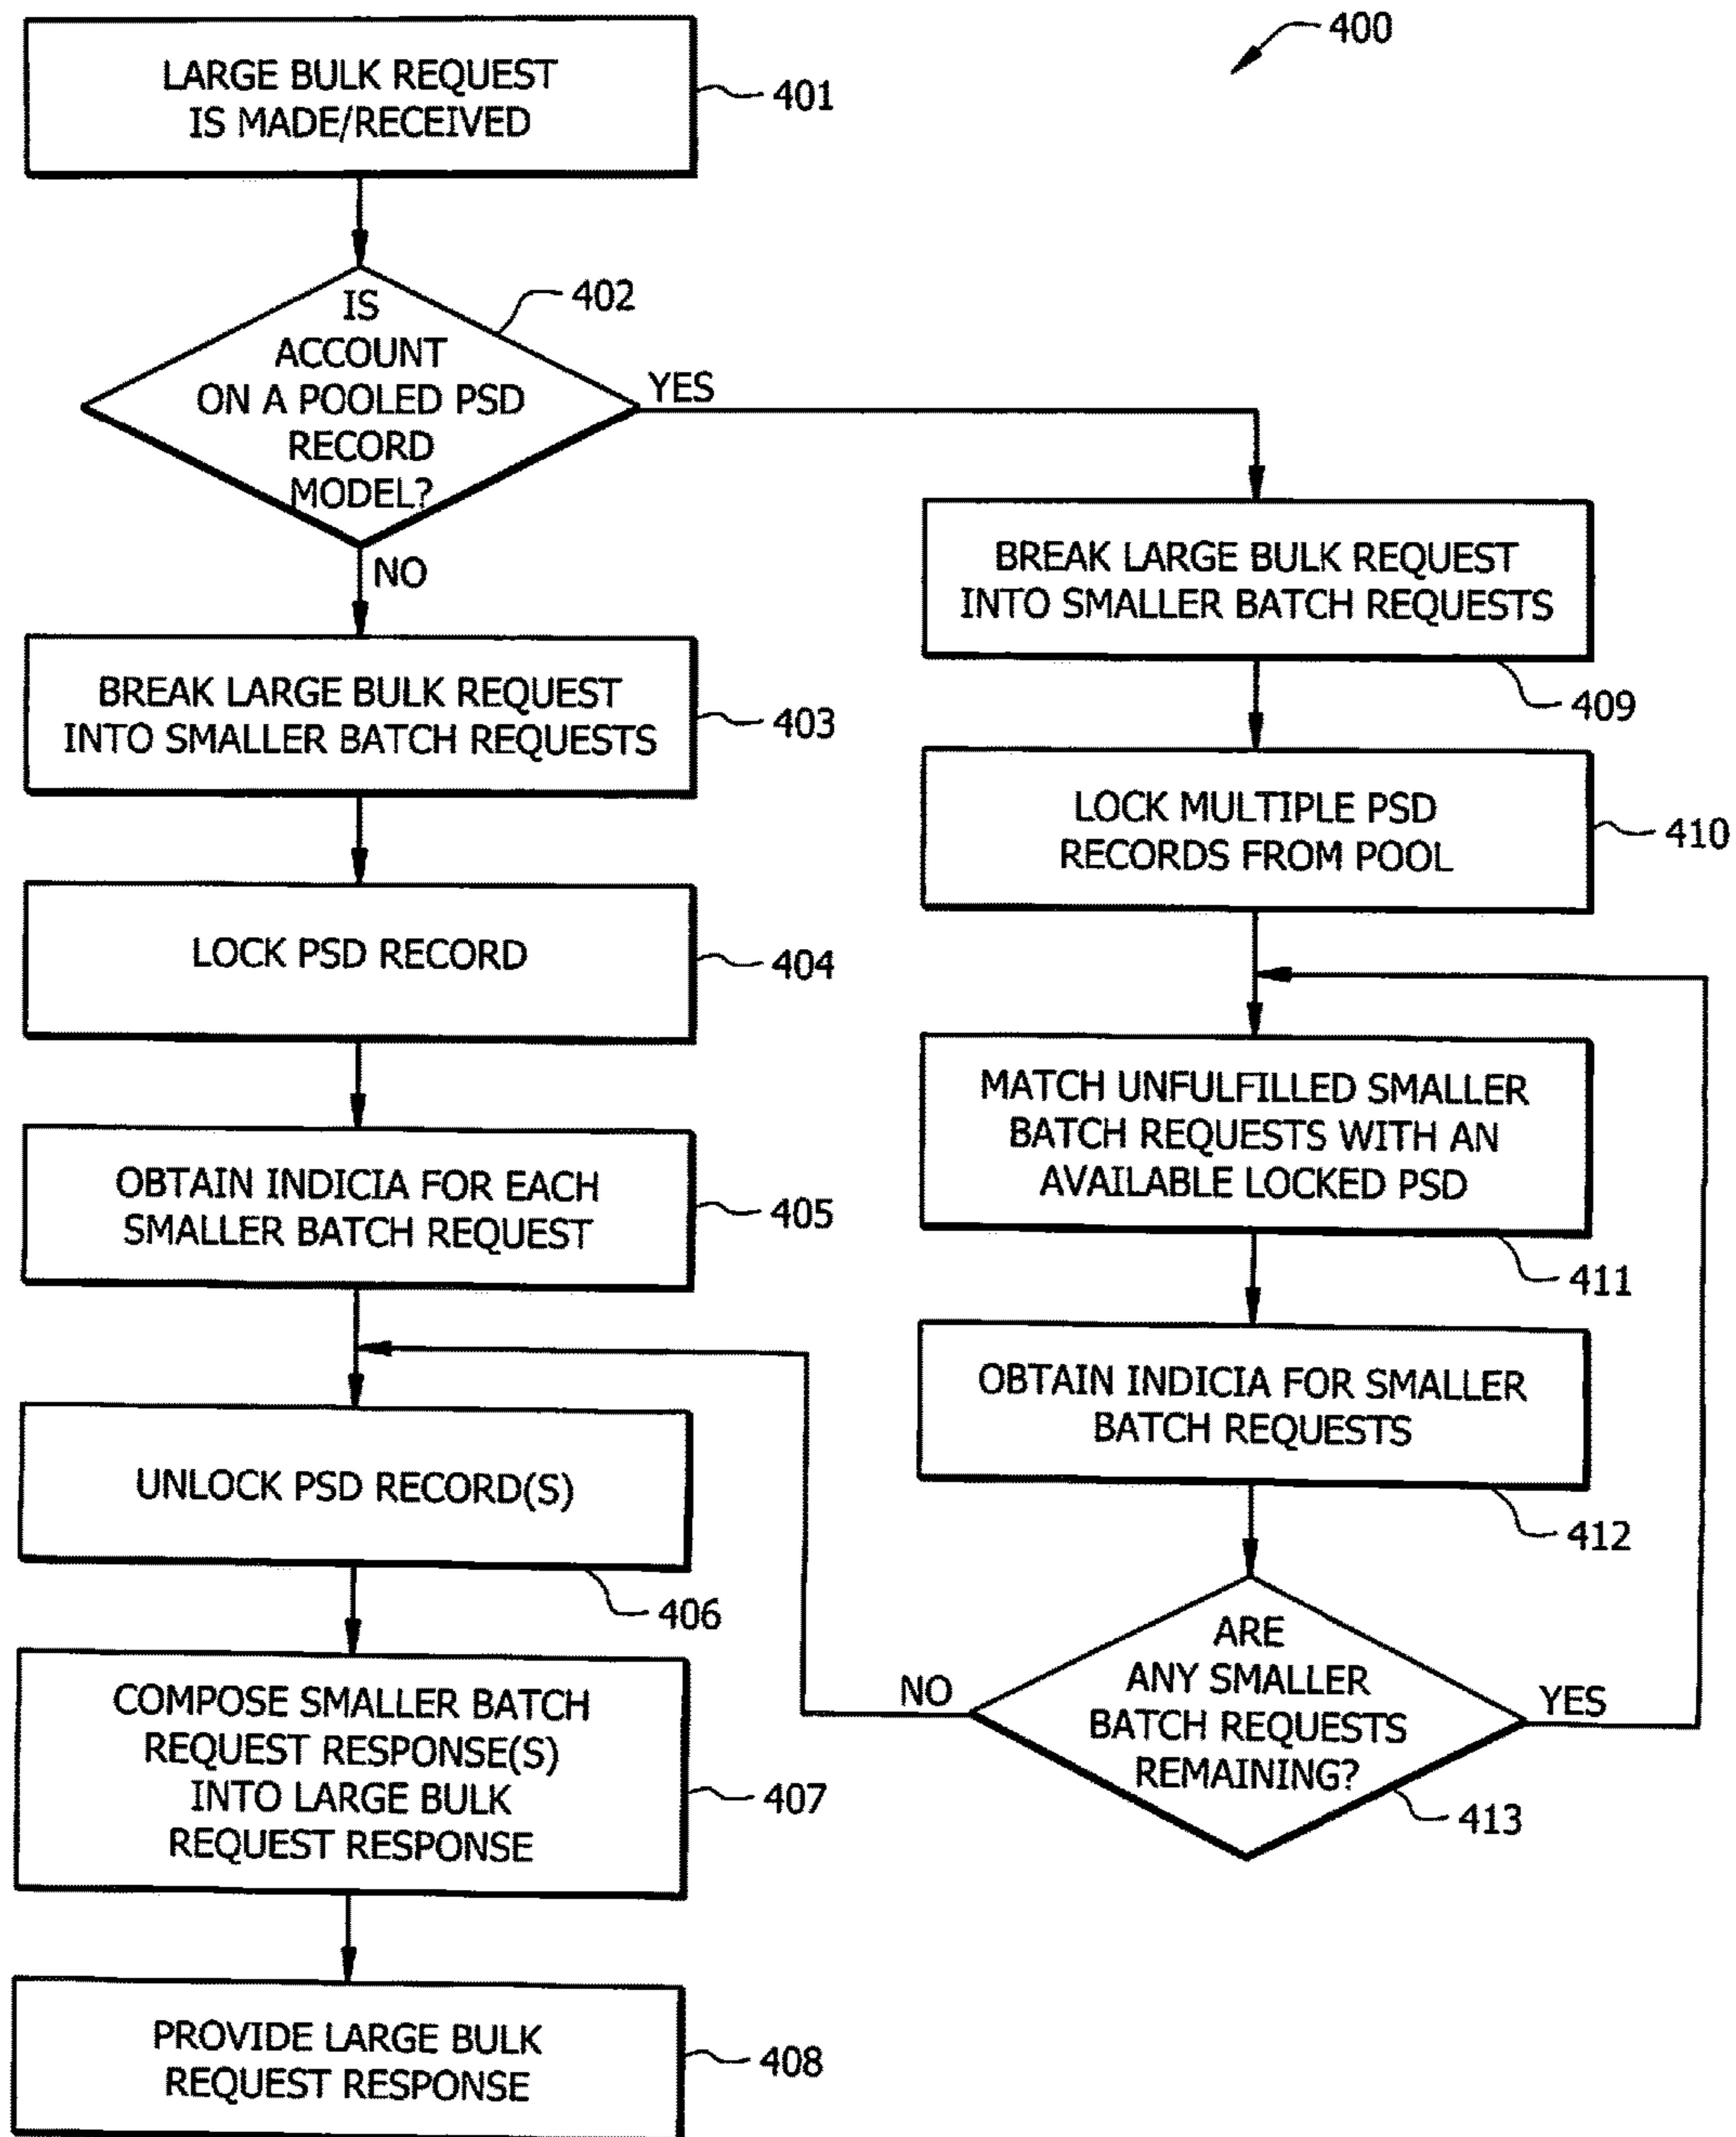 400
LARGE BULK REQUEST
IS MADE/RECEIVED
401
IS
ACCOUNT
ON A POOLED PSD
RECORD
MODEL?
402
YES
NO
BREAK LARGE BULK REQUEST
INTO SMALLER BATCH REQUESTS
403
LOCK PSD RECORD
404
OBTAIN INDICIA FOR EACH
SMALLER BATCH REQUEST
405
UNLOCK PSD RECORD(S)
406
COMPOSE SMALLER BATCH
REQUEST RESPONSE(S)
INTO LARGE BULK
REQUEST RESPONSE
407
PROVIDE LARGE BULK
REQUEST RESPONSE
408
BREAK LARGE BULK REQUEST
INTO SMALLER BATCH REQUESTS
409
LOCK MULTIPLE PSD
RECORDS FROM POOL
410
MATCH UNFULFILLED SMALLER
BATCH REQUESTS WITH AN
AVAILABLE LOCKED PSD
411
OBTAIN INDICIA FOR SMALLER
BATCH REQUESTS
412
ARE
ANY SMALLER
BATCH REQUESTS
REMAINING?
413
NO
YES